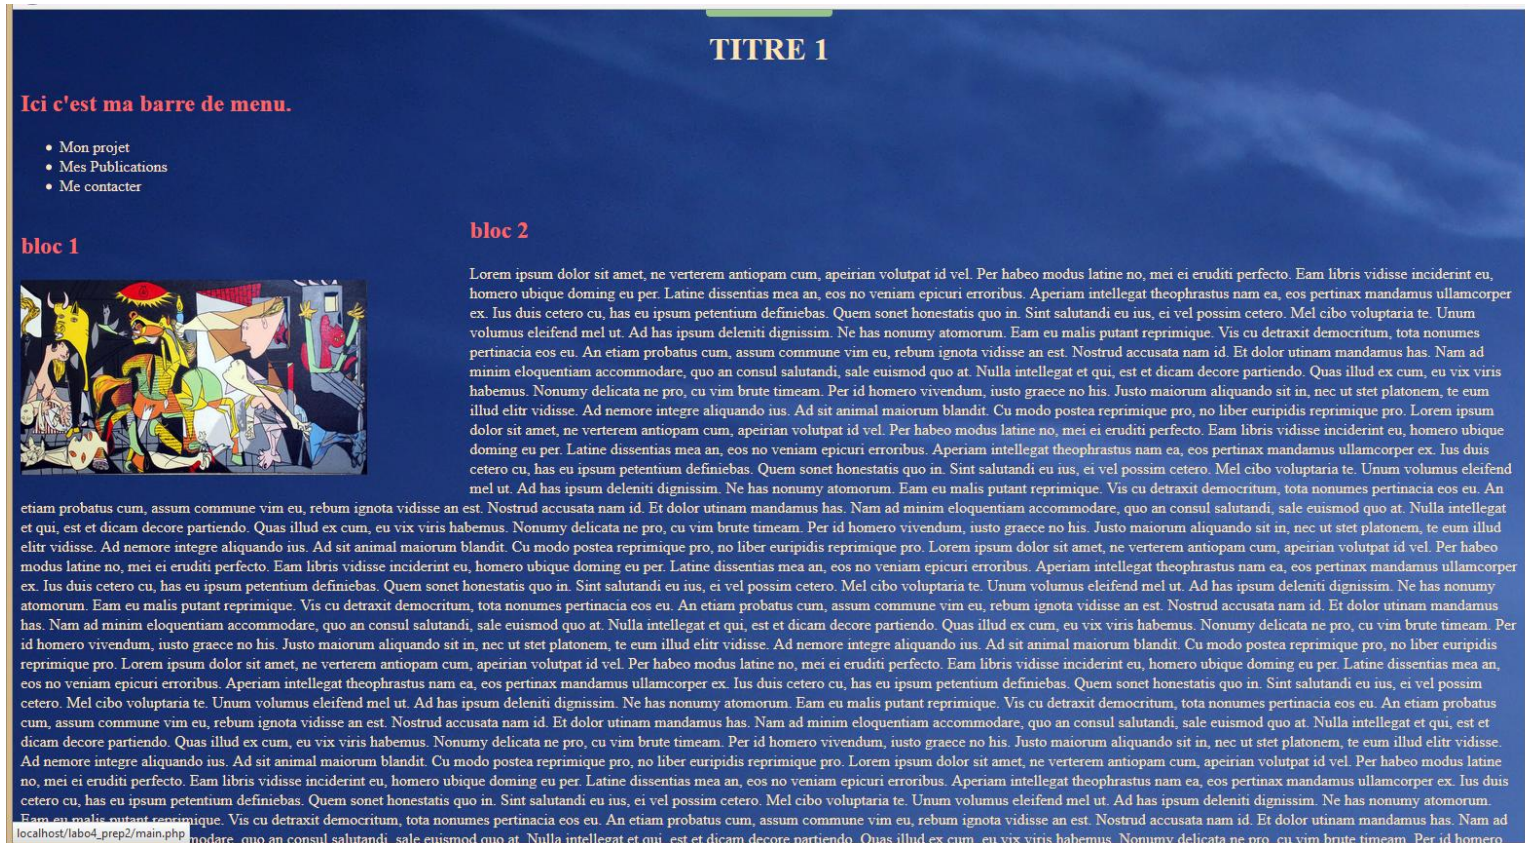 TITRE 1
Ici c'est ma barre de menu.
Mon projet
Mes Publications
Me contacter
bloc 1
bloc 2
Lorem ipsum dolor sit amet, ne verterem antiopam cum, apeirian volutpat id vel. Per habeo modus latine no, mei ei eruditi perfecto. Eam libris vidisse inciderint eu,
homero ubique doming eu per. Latine dissentias mea an, eos no veniam epicuri erroribus. Aperiam intellegat theophrastus nam ea, eos pertinax mandamus ullamcorper
ex. Ius duis cetero cu, has eu ipsum petentium definiebas. Quem sonet honestatis quo in. Sint salutandi eu ius, ei vel possim cetero. Mel cibo voluptaria te. Unum
volumus eleifend mel ut. Ad has ipsum deleniti dignissim. Ne has nonumy atomorum. Eam eu malis putant reprimique. Vis cu detraxit democritum, tota nonumes
pertinacia eos eu. An etiam probatus cum, assum commune vim eu, rebum ignota vidisse an est. Nostrud accusata nam id. Et dolor utinam mandamus has. Nam ad
minim eloquentiam accommodare, quo an consul salutandi, sale euismod quo at. Nulla intellegat et qui, est et dicam decore partiendo. Quas illud ex cum, eu vix viris
habemus. Nonumy delicata ne pro, cu vim brute timeam. Per id homero vivendum, iusto graece no his. Justo maiorum aliquando sit in, nec ut stet platonem, te eum
illud elitr vidisse. Ad nemore integre aliquando ius. Ad sit animal maiorum blandit. Cu modo postea reprimique pro, no liber euripidis reprimique pro. Lorem ipsum
dolor sit amet, ne verterem antiopam cum, apeirian volutpat id vel. Per habeo modus latine no, mei ei eruditi perfecto. Eam libris vidisse inciderint eu, homero ubique
doming eu per. Latine dissentias mea an, eos no veniam epicuri erroribus. Aperiam intellegat theophrastus nam ea, eos pertinax mandamus ullamcorper ex. Ius duis
cetero cu, has eu ipsum petentium definiebas. Quem sonet honestatis quo in. Sint salutandi eu ius, ei vel possim cetero. Mel cibo voluptaria te. Unum volumus eleifend
mel ut. Ad has ipsum deleniti dignissim. Ne has nonumy atomorum. Eam eu malis putant reprimique. Vis cu detraxit democritum, tota nonumes pertinacia eos eu. An
etiam probatus cum, assum commune vim eu, rebum ignota vidisse an est. Nostrud accusata nam id. Et dolor utinam mandamus has. Nam ad minim eloquentiam accommodare, quo an consul salutandi, sale euismod quo at. Nulla intellegat
et qui, est et dicam decore partiendo. Quas illud ex cum, eu vix viris habemus. Nonumy delicata ne pro, cu vim brute timeam. Per id homero vivendum, iusto graece no his. Justo maiorum aliquando sit in, nec ut stet platonem, te eum illud
elitr vidisse. Ad nemore integre aliquando ius. Ad sit animal maiorum blandit. Cu modo postea reprimique pro, no liber euripidis reprimique pro. Lorem ipsum dolor sit amet, ne verterem antiopam cum, apeirian volutpat id vel. Per habeo
modus latine no, mei ei eruditi perfecto. Eam libris vidisse inciderint eu, homero ubique doming eu per. Latine dissentias mea an, eos no veniam epicuri erroribus. Aperiam intellegat theophrastus nam ea, eos pertinax mandamus ullamcorper
ex. Ius duis cetero cu, has eu ipsum petentium definiebas. Quem sonet honestatis quo in. Sint salutandi eu ius, ei vel possim cetero. Mel cibo voluptaria te. Unum volumus eleifend mel ut. Ad has ipsum deleniti dignissim. Ne has nonumy
atomorum. Eam eu malis putant reprimique. Vis cu detraxit democritum, tota nonumes pertinacia eos eu. An etiam probatus cum, assum commune vim eu, rebum ignota vidisse an est. Nostrud accusata nam id. Et dolor utinam mandamus
has. Nam ad minim eloquentiam accommodare, quo an consul salutandi, sale euismod quo at. Nulla intellegat et qui, est et dicam decore partiendo. Quas illud ex cum, eu vix viris habemus. Nonumy delicata ne pro, cu vim brute timeam. Per
id homero vivendum, iusto graece no his. Justo maiorum aliquando sit in, nec ut stet platonem, te eum illud elitr vidisse. Ad nemore integre aliquando ius. Ad sit animal maiorum blandit. Cu modo postea reprimique pro, no liber euripidis
reprimique pro. Lorem ipsum dolor sit amet, ne verterem antiopam cum, apeirian volutpat id vel. Per habeo modus latine no, mei ei eruditi perfecto. Eam libris vidisse inciderint eu, homero ubique doming eu per. Latine dissentias mea an,
eos no veniam epicuri erroribus. Aperiam intellegat theophrastus nam ea, eos pertinax mandamus ullamcorper ex. Ius duis cetero cu, has eu ipsum petentium definiebas. Quem sonet honestatis quo in. Sint salutandi eu ius, ei vel possim
cetero. Mel cibo voluptaria te. Unum volumus eleifend mel ut. Ad has ipsum deleniti dignissim. Ne has nonumy atomorum. Eam eu malis putant reprimique. Vis cu detraxit democritum, tota nonumes pertinacia eos eu. An etiam probatus
cum, assum commune vim eu, rebum ignota vidisse an est. Nostrud accusata nam id. Et dolor utinam mandamus has. Nam ad minim eloquentiam accommodare, quo an consul salutandi, sale euismod quo at. Nulla intellegat et qui, est et
dicam decore partiendo. Quas illud ex cum, eu vix viris habemus. Nonumy delicata ne pro, cu vim brute timeam. Per id homero vivendum, iusto graece no his. Justo maiorum aliquando sit in, nec ut stet platonem, te eum illud elitr vidisse.
Ad nemore integre aliquando ius. Ad sit animal maiorum blandit. Cu modo postea reprimique pro, no liber euripidis reprimique pro. Lorem ipsum dolor sit amet, ne verterem antiopam cum, apeirian volutpat id vel. Per habeo modus latine
no, mei ei eruditi perfecto. Eam libris vidisse inciderint eu, homero ubique doming eu per. Latine dissentias mea an, eos no veniam epicuri erroribus. Aperiam intellegat theophrastus nam ea, eos pertinax mandamus ullamcorper ex. Ius duis
cetero cu, has eu ipsum petentium definiebas. Quem sonet honestatis quo in. Sint salutandi eu ius, ei vel possim cetero. Mel cibo voluptaria te. Unum volumus eleifend mel ut. Ad has ipsum deleniti dignissim. Ne has nonumy atomorum.
Eam eu malis putant reprimique. Vis cu detraxit democritum, tota nonumes pertinacia eos eu. An etiam probatus cum, assum commune vim eu, rebum ignota vidisse an est. Nostrud accusata nam id. Et dolor utinam mandamus has. Nam ad
localhost/labo4_prep2/main.php
quo an consul salutandi, sale euismod quo at. Nulla intellegat et qui, est et dicam decore partiendo. Quas illud ex cum, eu vix viris habemus. Nonumy delicata ne pro, cu vim brute timeam. Per id homero